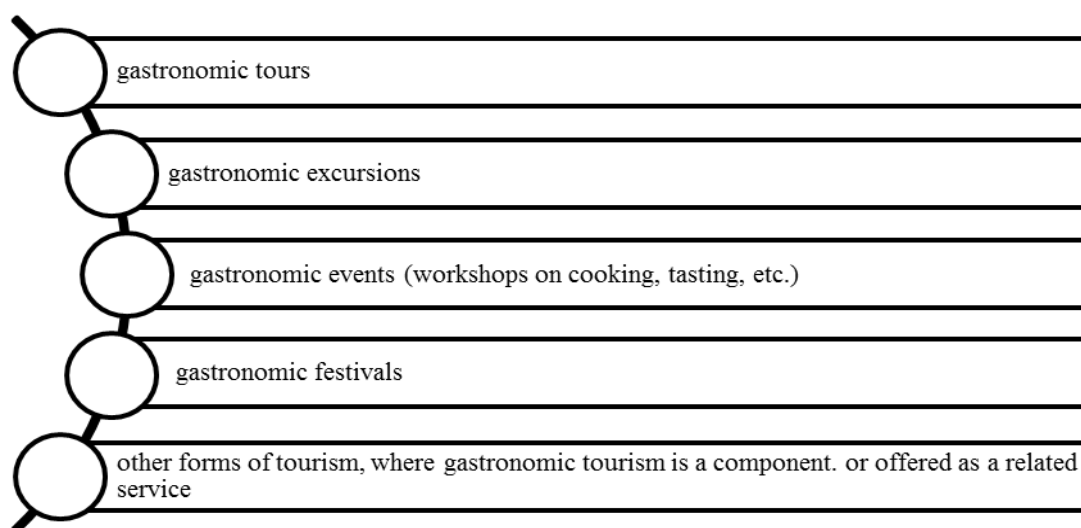 gastronomic tours
gastronomic excursions
gastronomic events (workshops on cooking, tasting, etc.)
gastronomic festivals
other forms of tourism, where gastronomic tourism is a component. or offered as a related
service